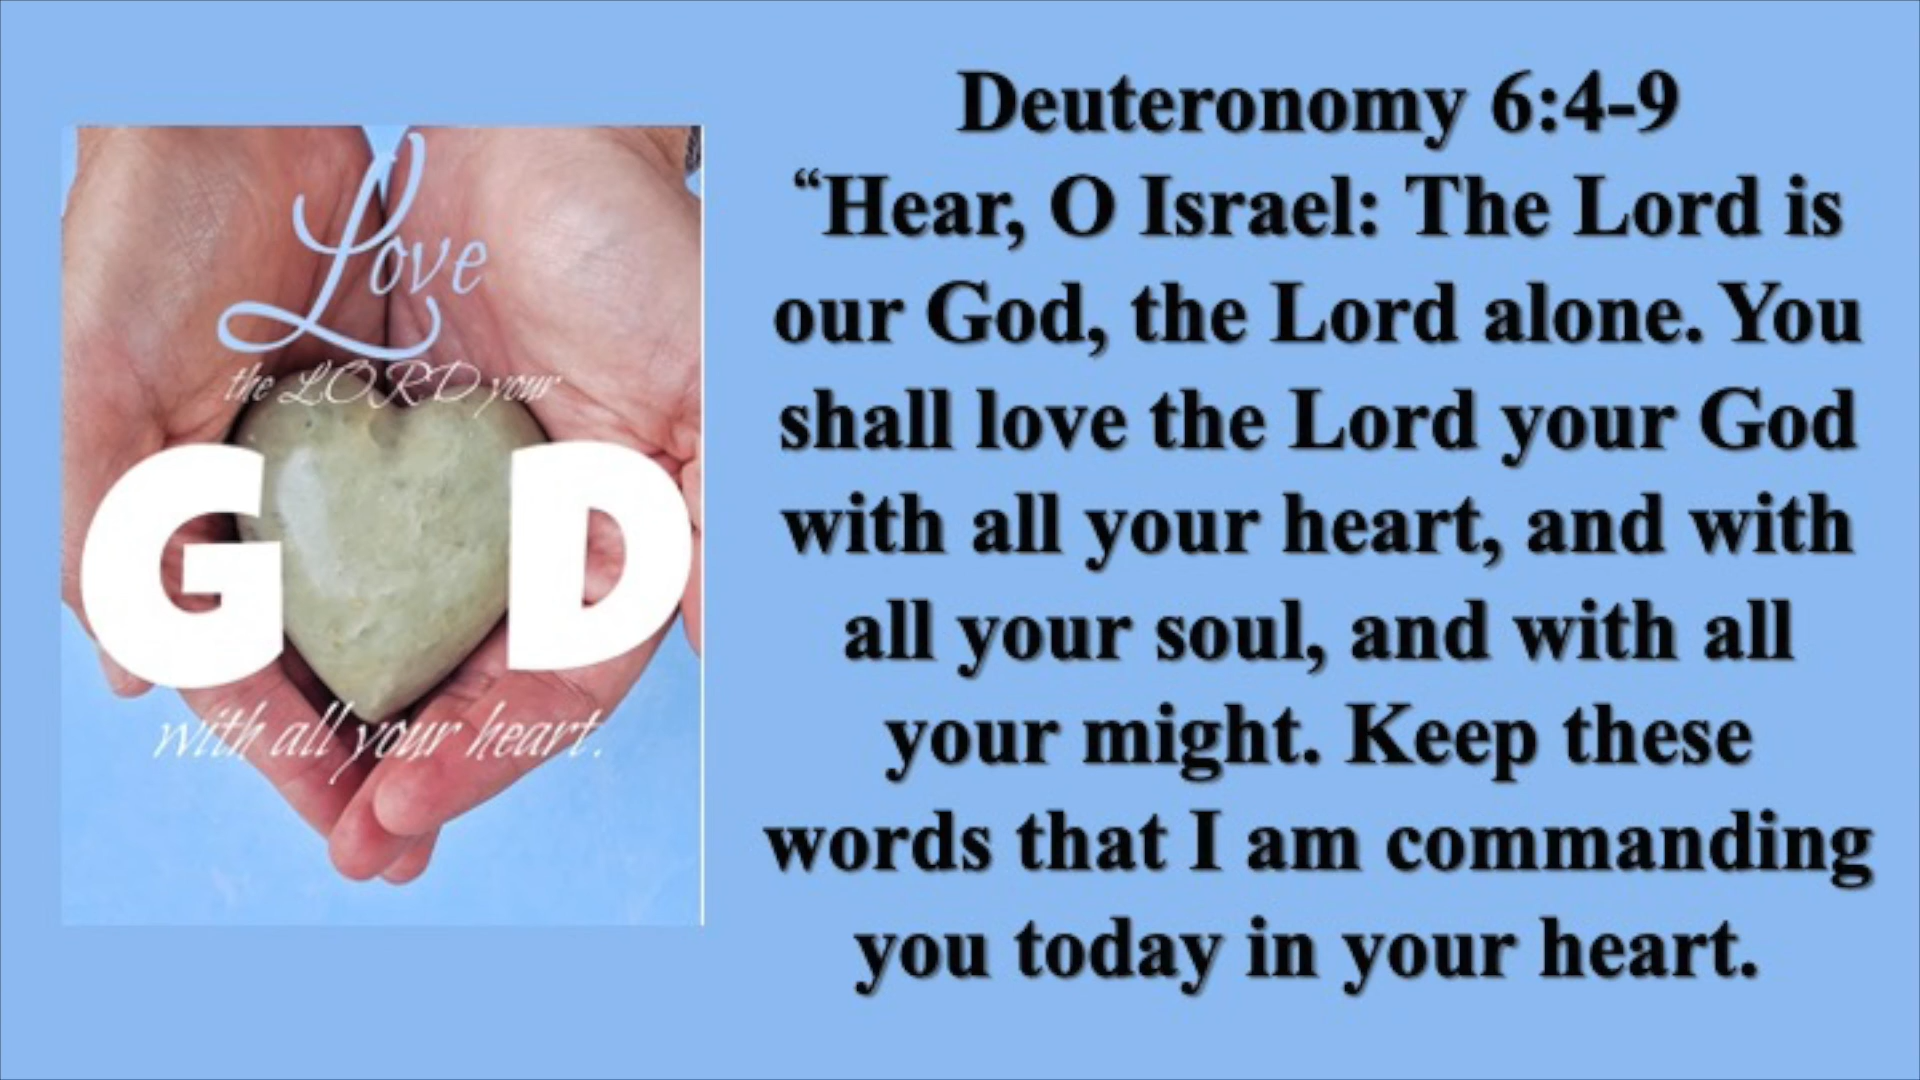 Love
the LORD your
G D
with all your heart.
Deuteronomy 6:4-9
“Hear, O Israel: The Lord is
our God, the Lord alone. You
shall love the Lord your God
with all your heart, and with
all your soul, and with all
your might. Keep these
words that I am commanding
you today in your heart.